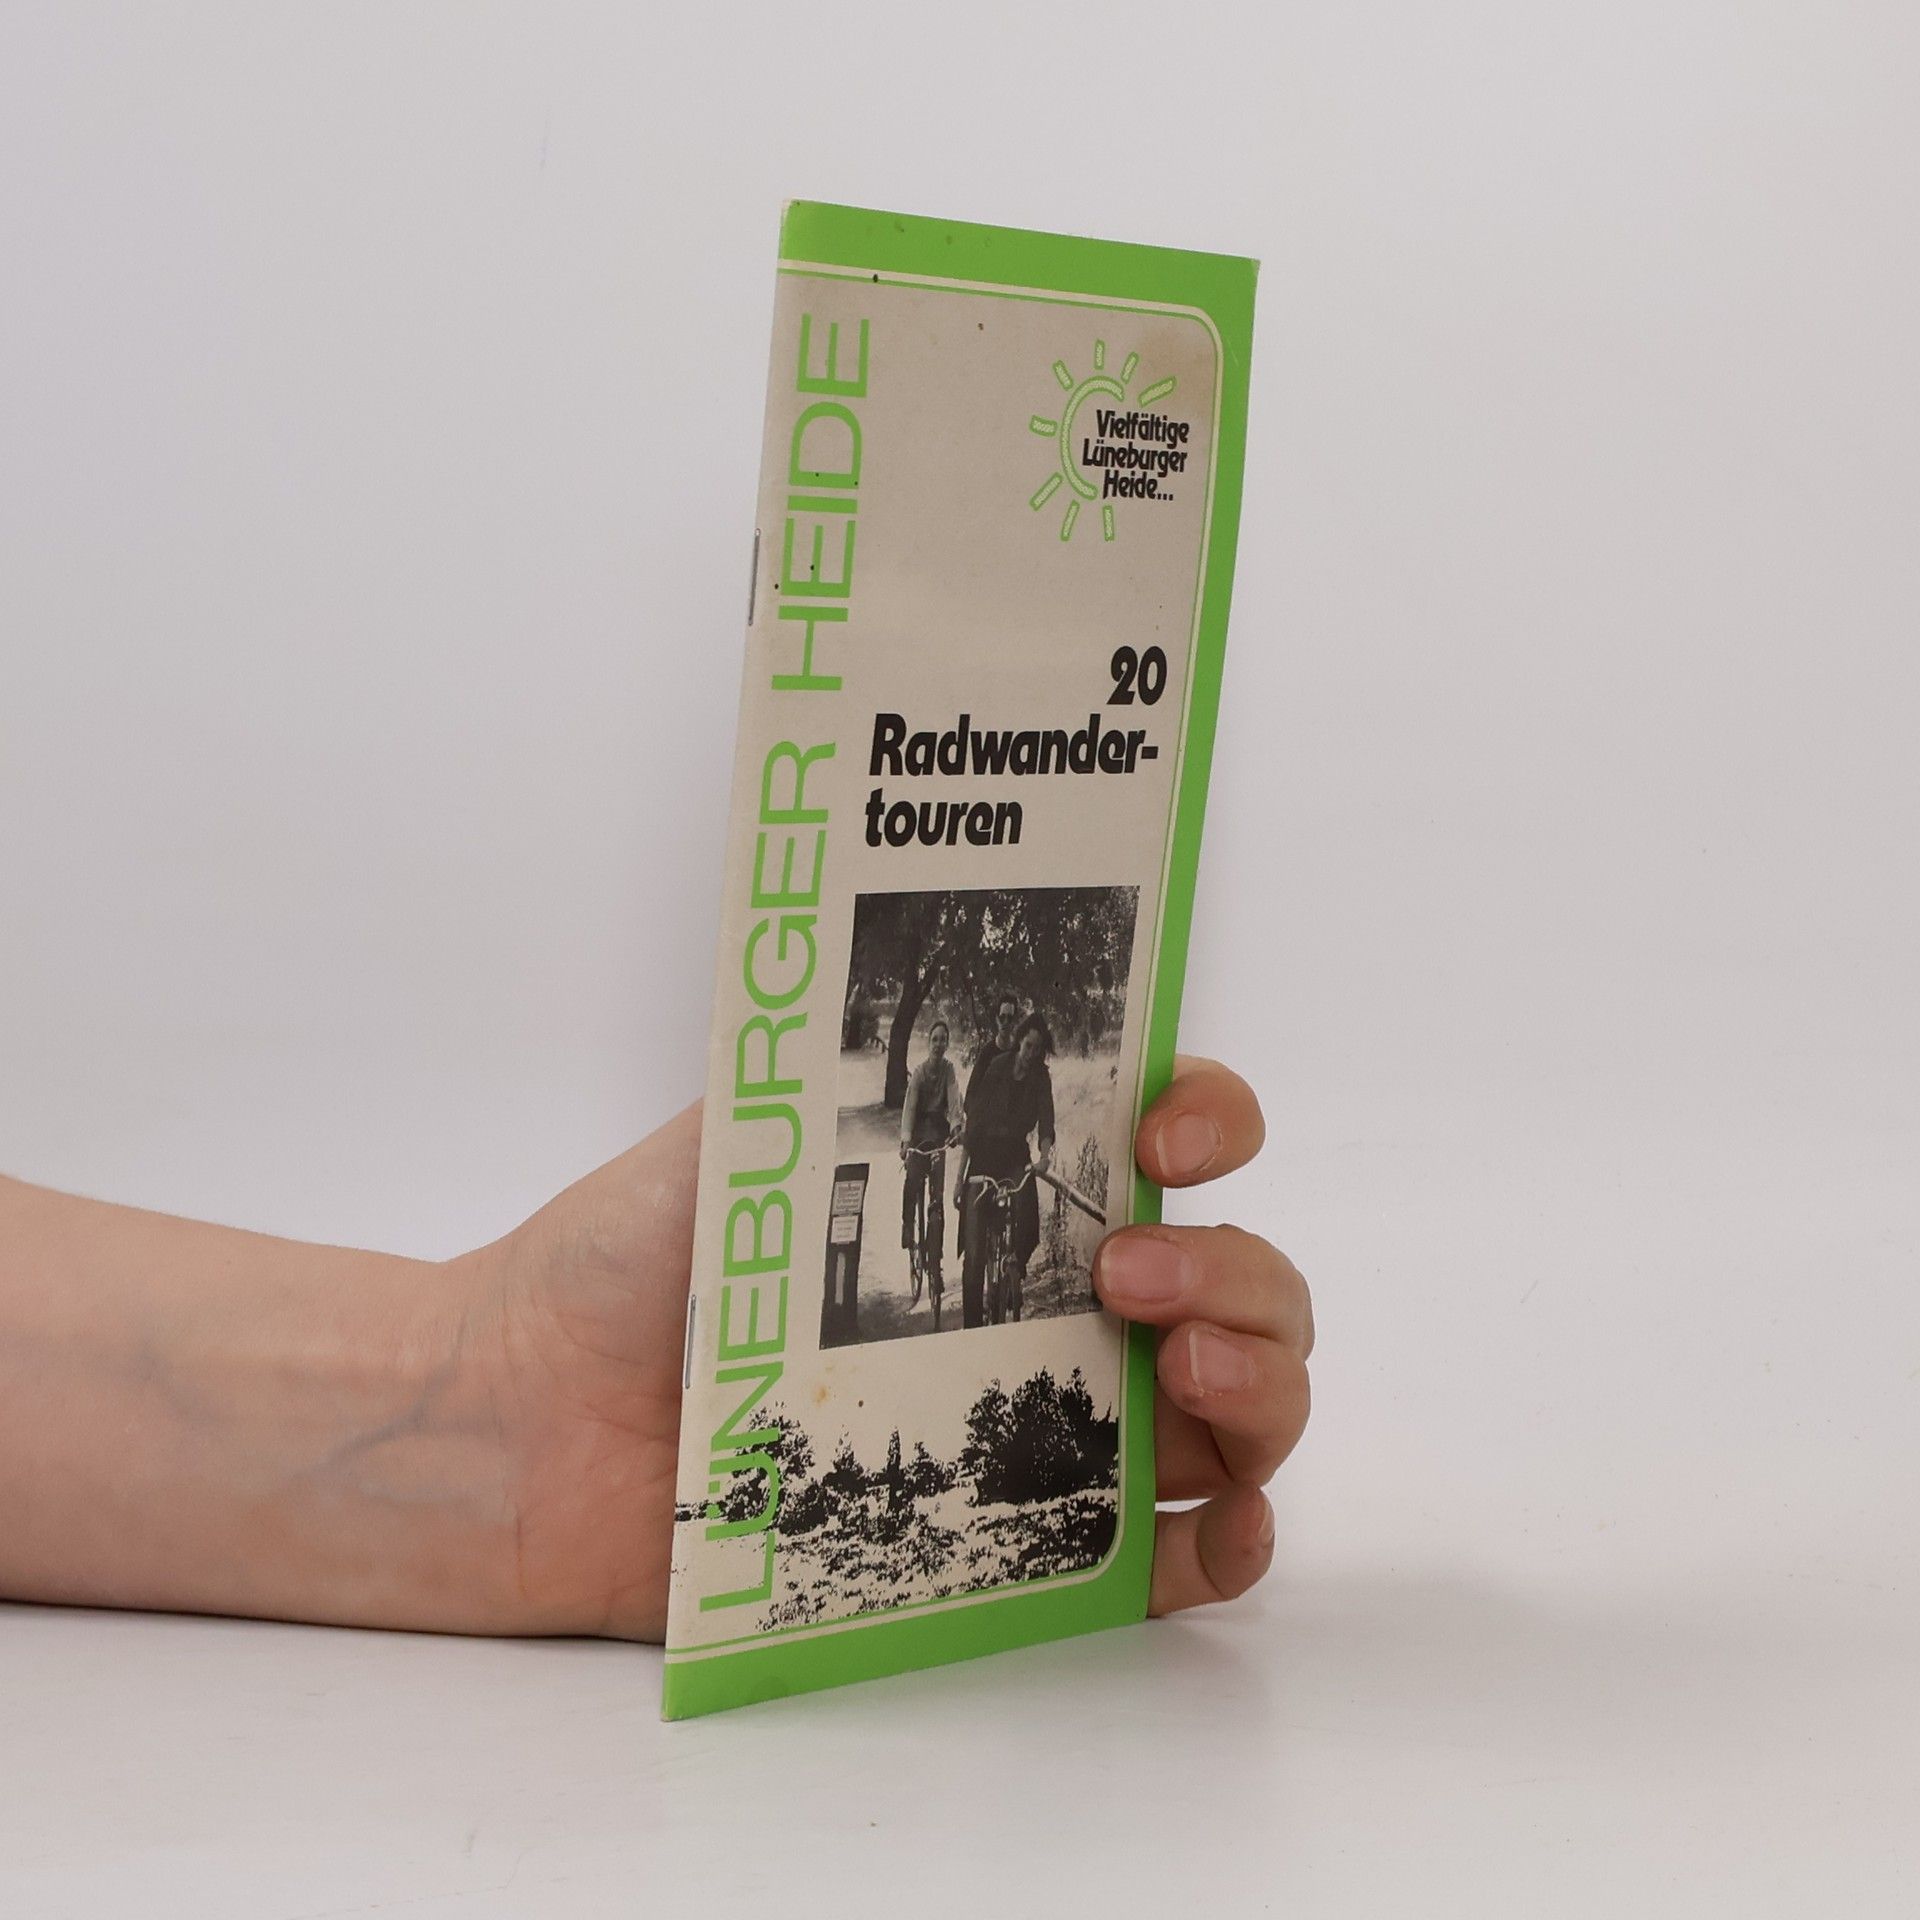 LÜNEBURGER HEIDE
Vielfältige
Lüneburger
Heide...
20
Radwander-
touren